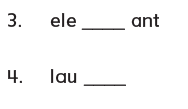 3. ele _____ ant
4. lau _____